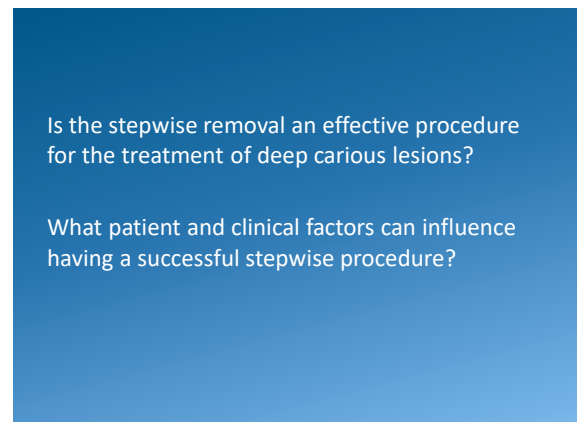 Is the stepwise removal an effective procedure
for the treatment of deep carious lesions?
What patient and clinical factors can influence
having a successful stepwise procedure?